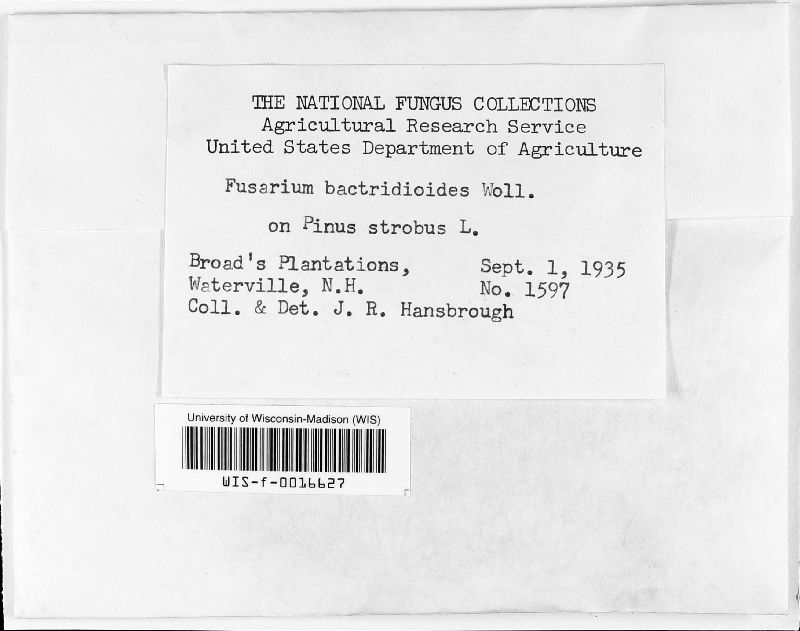 THE NATIONAL FUNGUS COLLECTIONS
Agricultural Research Service
United States Department of Agriculture
Fusarium bactridioides Woll.
on Pinus strobus L.
Broad's Plantations, Sept. 1, 1935
Waterville, N.H. No. 1597
Coll. & Det. J. R. Hansbrough
University of Wisconsin-Madison (WIS)
WIS-f-0016627